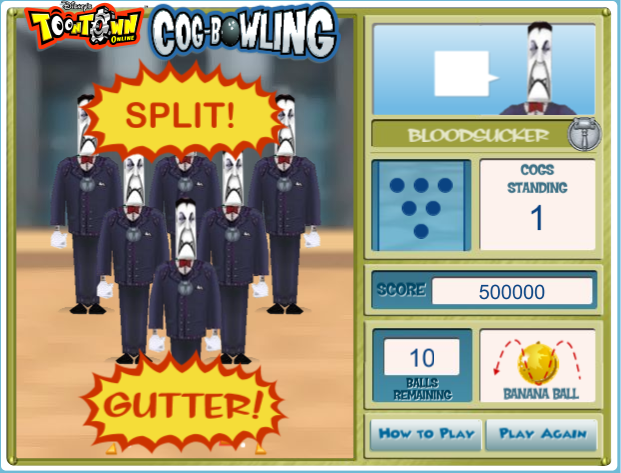 Disney's
TOONTOWN
ONLINE
COG-BOWLING
SPLIT!
GUTTER!
BLOODSUCKER
COGS
STANDING
1
SCORE 500000
10
BALLS
REMAINING
BANANA BALL
HOW TO PLAY
PLAY AGAIN